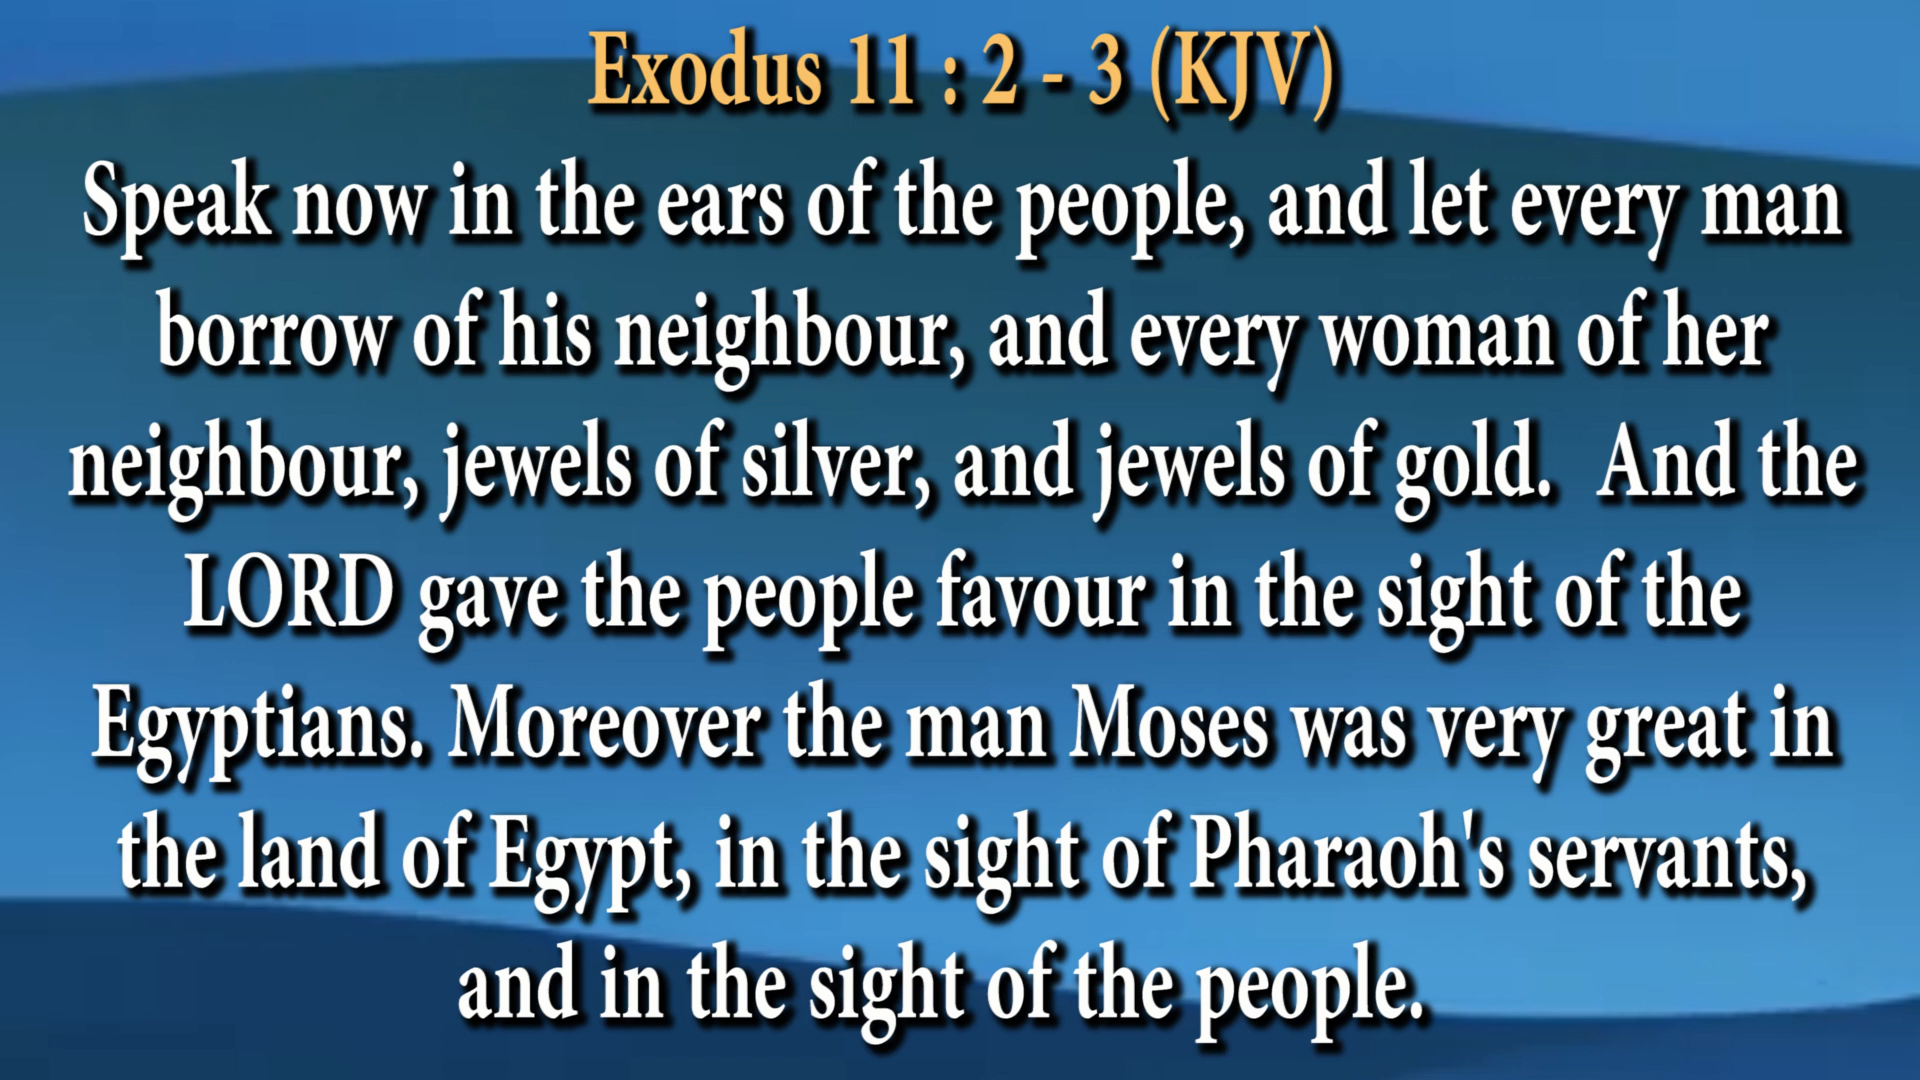 Exodus 11 : 2 - 3 (KJV)
Speak now in the ears of the people, and let every man
borrow of his neighbour, and every woman of her
neighbour, jewels of silver, and jewels of gold.  And the
LORD gave the people favour in the sight of the
Egyptians. Moreover the man Moses was very great in
the land of Egypt, in the sight of Pharaoh's servants,
and in the sight of the people.